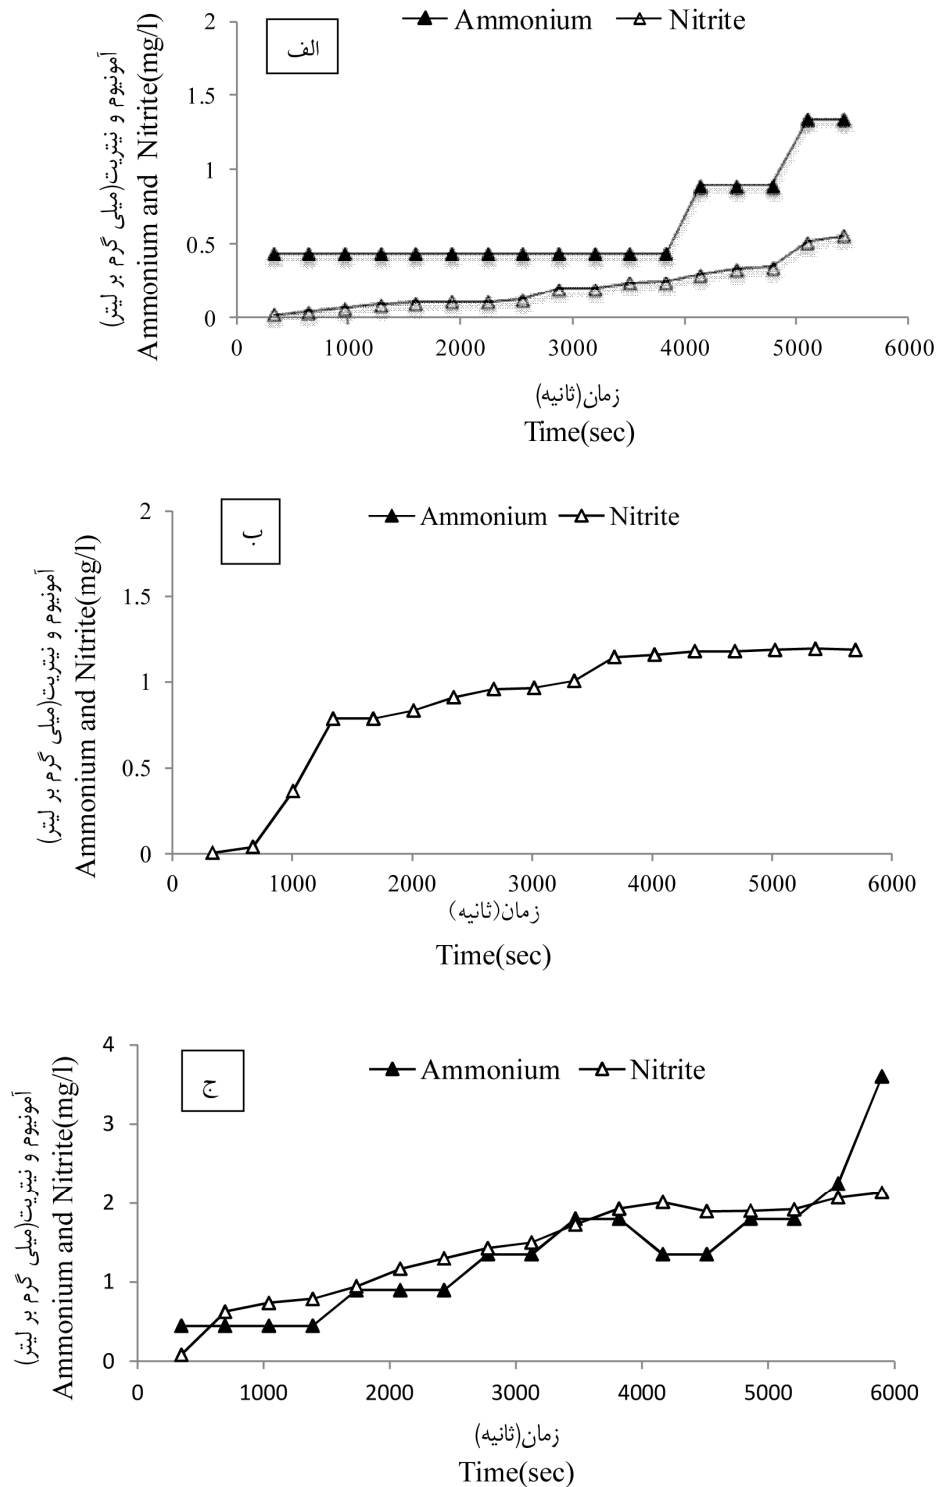 Ammonium Nitrite
الف
آمونیوم و نیتریت(میلی گرم بر لیتر)
Ammonium and Nitrite(mg/l)
2
1.5
1
0.5
0
0 1000 2000 3000 4000 5000 6000
زمان(ثانیه)
Time(sec)
Ammonium Nitrite
ب
آمونیوم و نیتریت(میلی گرم بر لیتر)
Ammonium and Nitrite(mg/l)
2
1.5
1
0.5
0
0 1000 2000 3000 4000 5000 6000
زمان(ثانیه)
Time(sec)
Ammonium Nitrite
ج
آمونیوم و نیتریت(میلی گرم بر لیتر)
Ammonium and Nitrite(mg/l)
4
3
2
1
0
0 1000 2000 3000 4000 5000 6000
زمان(ثانیه)
Time(sec)